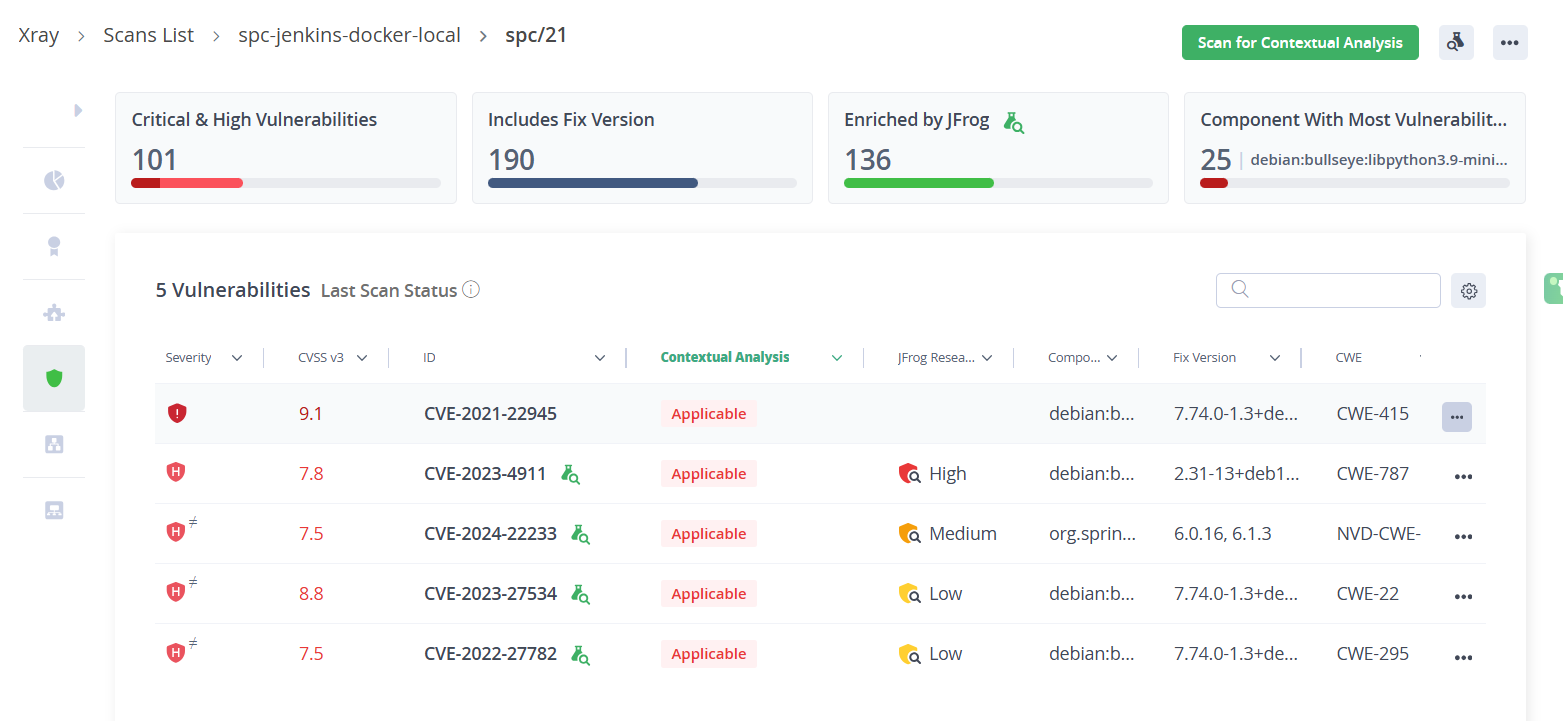 Xray > Scans List > spc-jenkins-docker-local > spc/21
Scan for Contextual Analysis
Critical & High Vulnerabilities
101
Includes Fix Version
190
Enriched by JFrog
136
Component With Most Vulnerabilit...
25 | debian:bullseye:libpython3.9-mini...
5 Vulnerabilities Last Scan Status
Severity CVSS v3 ID Contextual Analysis JFrog Resea... Compo... Fix Version CWE
9.1 CVE-2021-22945 Applicable debian:b... 7.74.0-1.3+de... CWE-415
H 7.8 CVE-2023-4911 Applicable High debian:b... 2.31-13+deb1... CWE-787
H ≠ 7.5 CVE-2024-22233 Applicable Medium org.sprin... 6.0.16, 6.1.3 NVD-CWE-
H ≠ 8.8 CVE-2023-27534 Applicable Low debian:b... 7.74.0-1.3+de... CWE-22
H ≠ 7.5 CVE-2022-27782 Applicable Low debian:b... 7.74.0-1.3+de... CWE-295